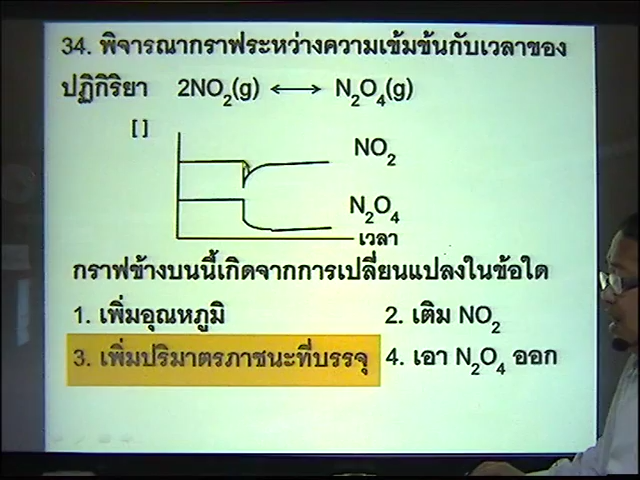 34. พิจารณากราฟระหว่างความเข้มข้นกับเวลาของ
ปฏิกิริยา 2NO₂(g) ⟷ N₂O₄(g)
[ ]
NO₂
N₂O₄
เวลา
กราฟข้างบนนี้เกิดจากการเปลี่ยนแปลงในข้อใด
1. เพิ่มอุณหภูมิ 2. เติม NO₂
3. เพิ่มปริมาตรภาชนะที่บรรจุ 4. เอา N₂O₄ ออก